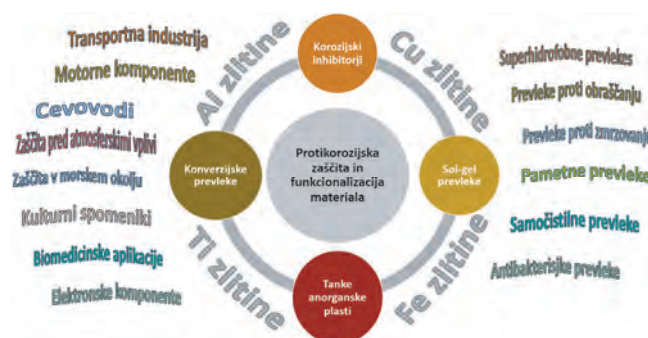 Transportna industrija
Motorne komponente
Cevovodi
Zaščita pred atmosferskimi vplivi
Zaščita v morskem okolju
Kulturni spomeniki
Biomedicinske aplikacije
Elektronske komponente
Al zlitine
Korozijski
inhibitorji
Cu zlitine
Konverzijske
prevleke
Protikorozijska
zaščita in
funkcionalizacija
materiala
Sol-gel
prevleke
Ti zlitine
Tanke
anorganske
plasti
Fe zlitine
Superhidrofobne prevlekes
Prevleke proti obraščanju
Prevleke proti zmrzovanju
Pametne prevleke
Samočistilne prevleke
Antibakterisjke prevleke